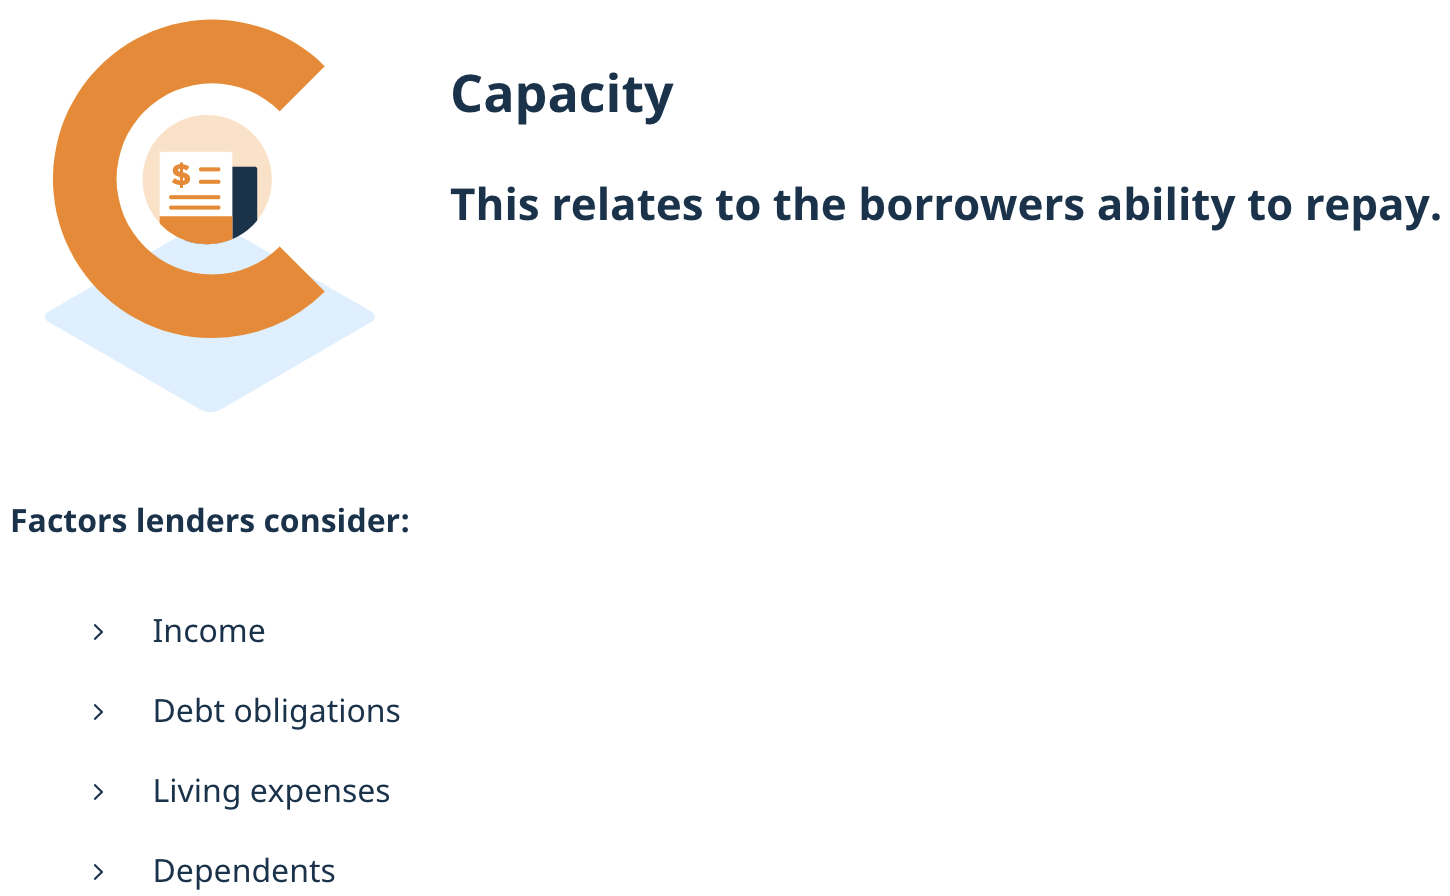 Capacity
This relates to the borrowers ability to repay.
$
Factors lenders consider:
Income
Debt obligations
Living expenses
Dependents